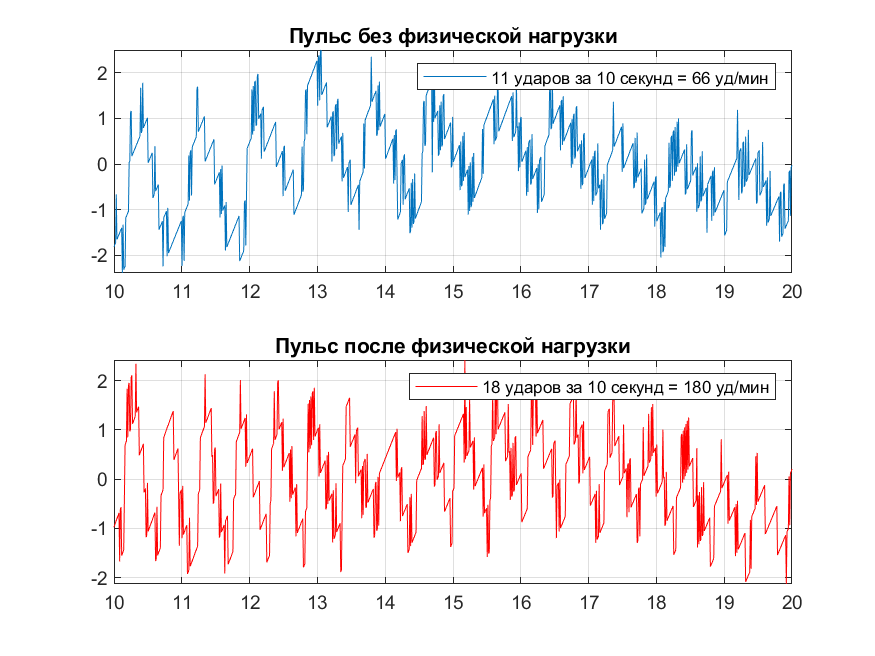 Пульс без физической нагрузки
11 ударов за 10 секунд = 66 уд/мин
2
1
0
-1
-2
10 11 12 13 14 15 16 17 18 19 20
Пульс после физической нагрузки
18 ударов за 10 секунд = 180 уд/мин
2
1
0
-1
-2
10 11 12 13 14 15 16 17 18 19 20